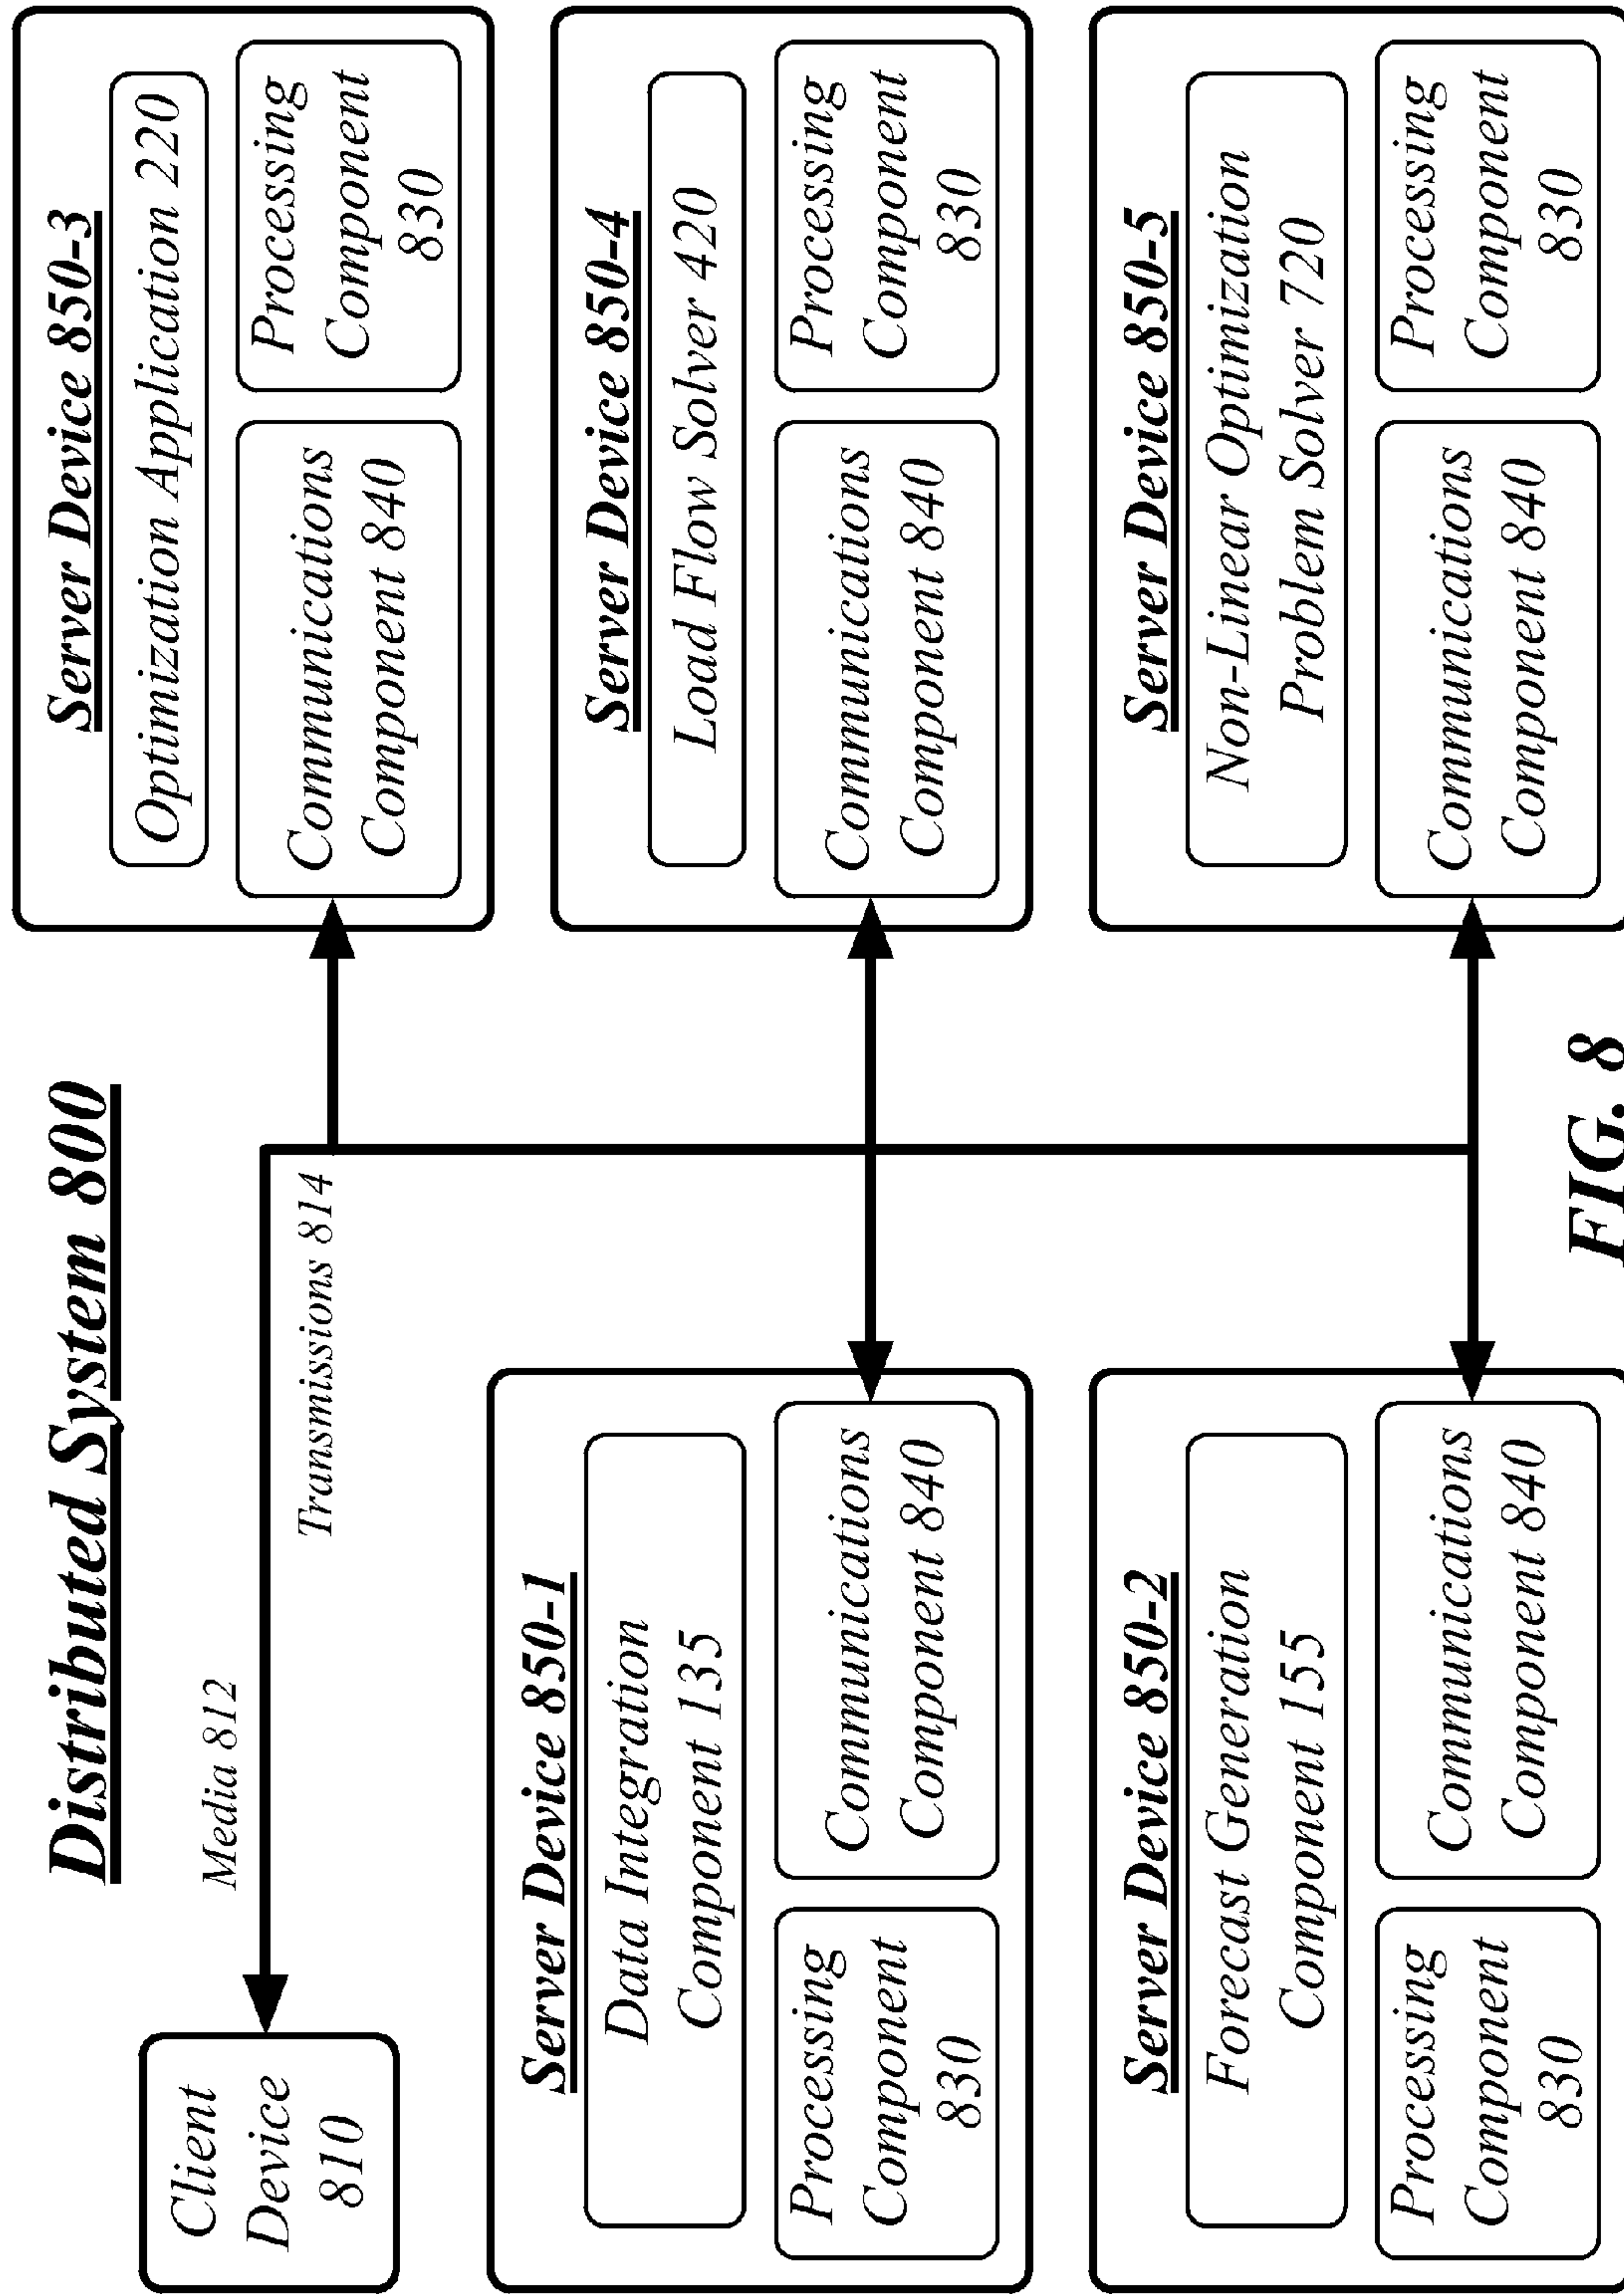 Distributed System 800
Client
Device
810
Media 812
Transmissions 814
Server Device 850-3
Optimization Application 220
Communications
Component 840
Processing
Component
830
Server Device 850-1
Data Integration
Component 135
Processing
Component
830
Communications
Component 840
Server Device 850-4
Load Flow Solver 420
Communications
Component 840
Processing
Component
830
Server Device 850-2
Forecast Generation
Component 155
Processing
Component
830
Communications
Component 840
Server Device 850-5
Non-Linear Optimization
Problem Solver 720
Communications
Component 840
Processing
Component
830
FIG. 8